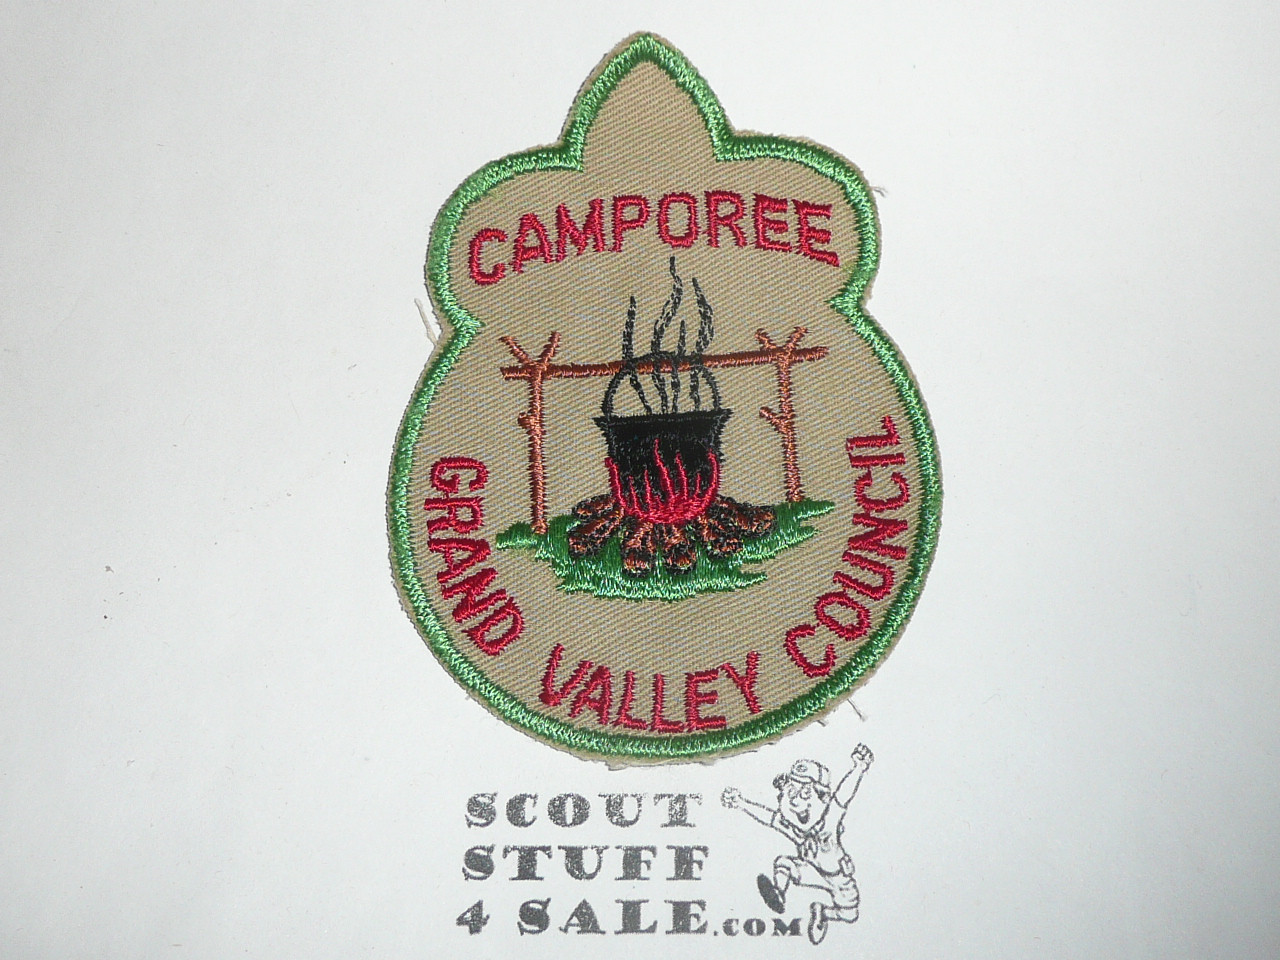 CAMPOREE
GRAND VALLEY COUNCIL
SCOUT
STUFF
4 SALE.COM